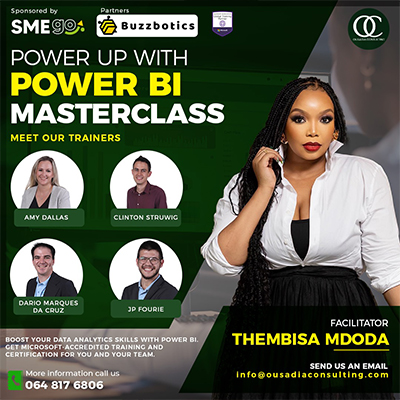 Sponsored by
SMEgo
Partners
Buzzbotics
OC
OUSADIA CONSULTING
POWER UP WITH
POWER BI
MASTERCLASS
MEET OUR TRAINERS
AMY DALLAS
CLINTON STRUWIG
DARIO MARQUES
DA CRUZ
JP FOURIE
BOOST YOUR DATA ANALYTICS SKILLS WITH POWER BI.
GET MICROSOFT-ACCREDITED TRAINING AND
CERTIFICATION FOR YOU AND YOUR TEAM.
More information call us
064 817 6806
FACILITATOR
THEMBISA MDODA
SEND US AN EMAIL
info@ousadiaconsulting.com